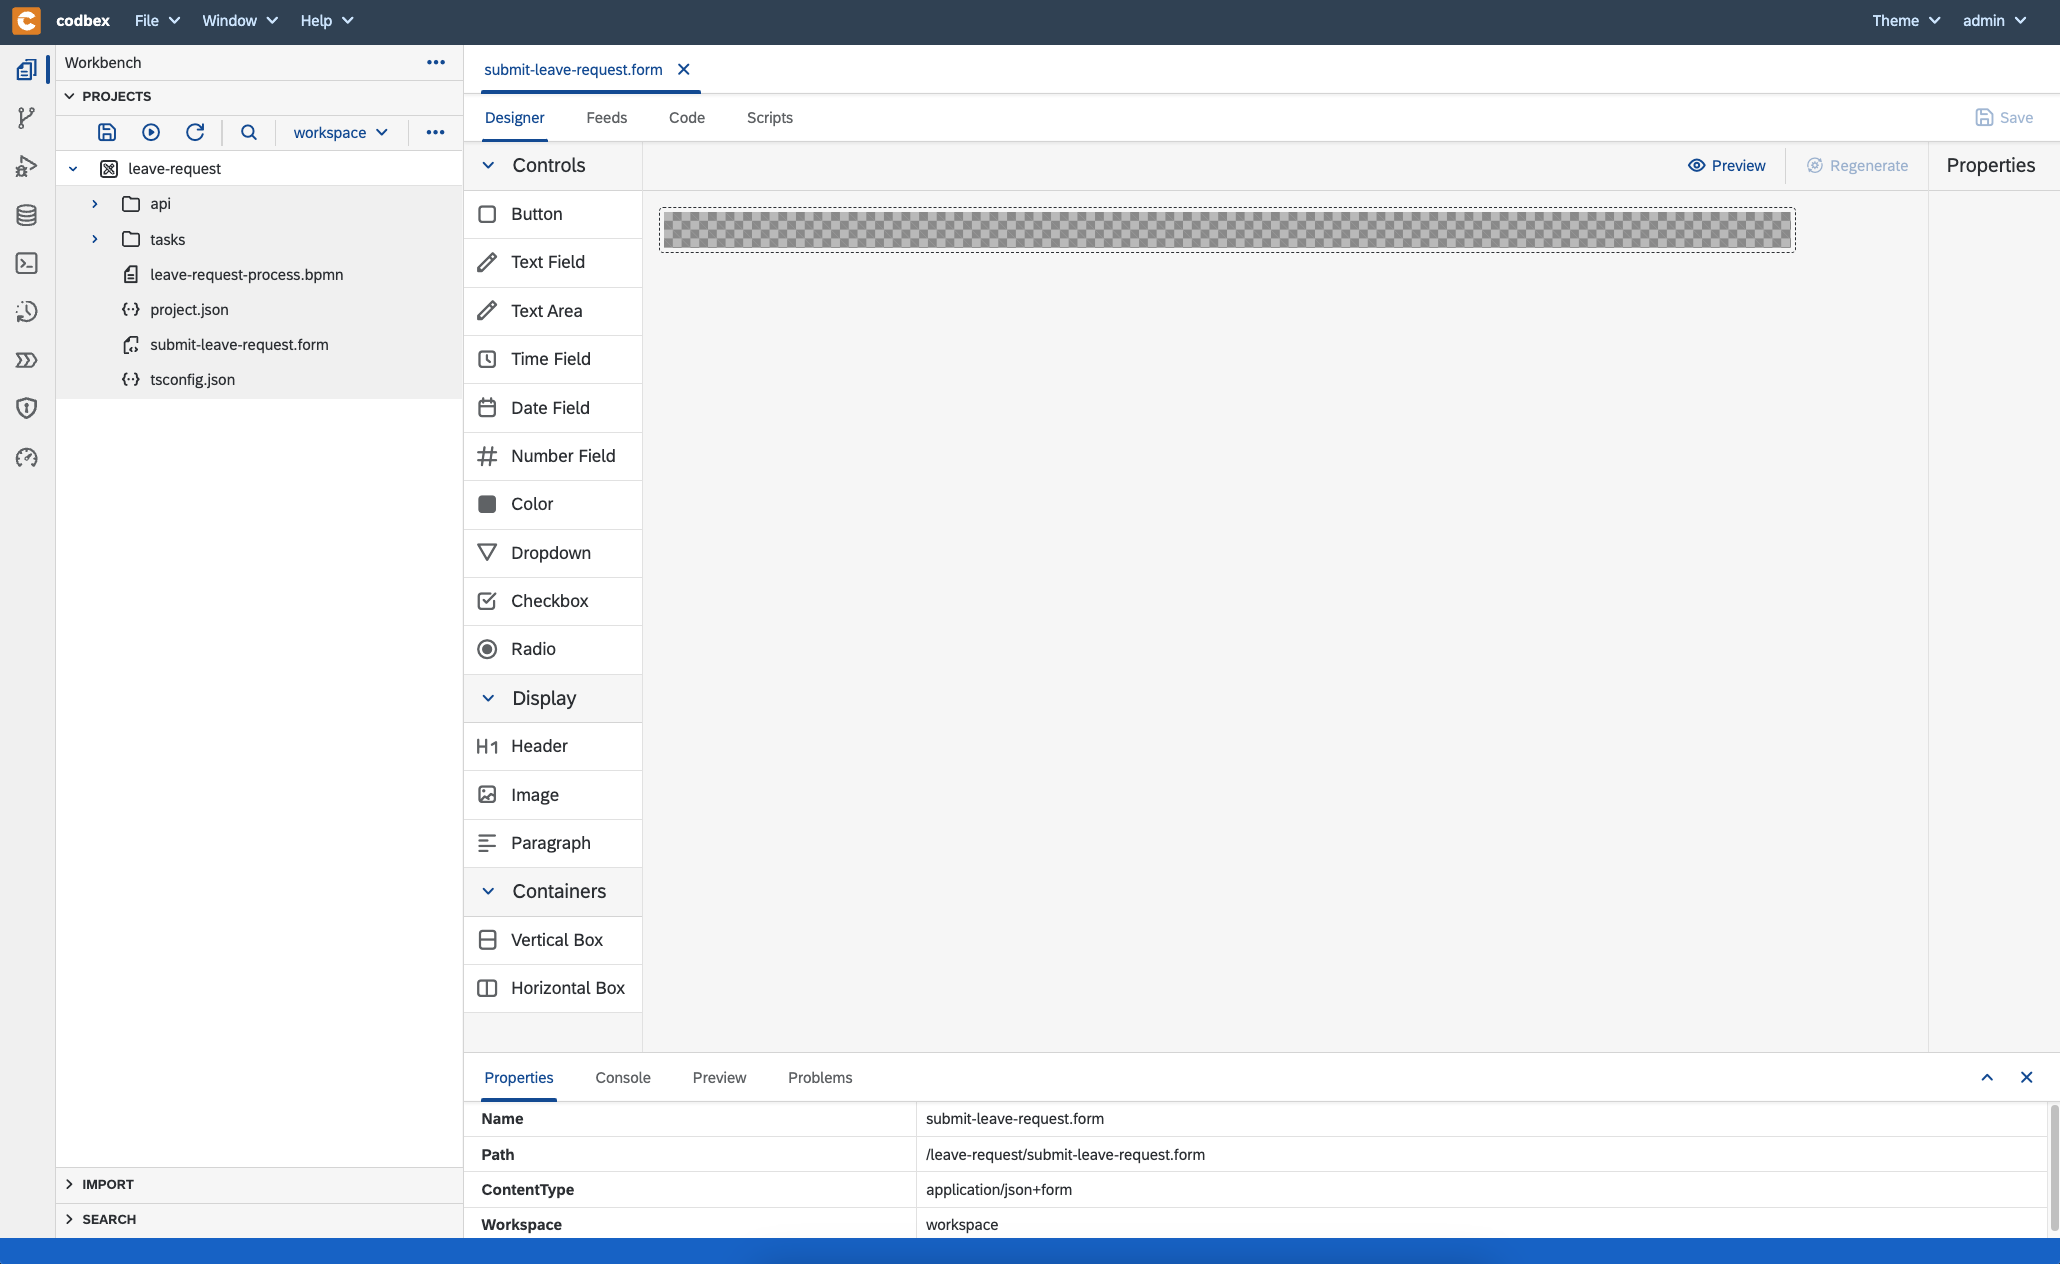 codbex File Window Help Theme admin
Workbench
PROJECTS
workspace
leave-request
api
tasks
leave-request-process.bpmn
project.json
submit-leave-request.form
tsconfig.json
IMPORT
SEARCH
submit-leave-request.form
Designer Feeds Code Scripts Save
Controls
Button
Text Field
Text Area
Time Field
Date Field
Number Field
Color
Dropdown
Checkbox
Radio
Display
H1 Header
Image
Paragraph
Containers
Vertical Box
Horizontal Box
Preview Regenerate
Properties
Properties Console Preview Problems
Name submit-leave-request.form
Path /leave-request/submit-leave-request.form
ContentType application/json+form
Workspace workspace